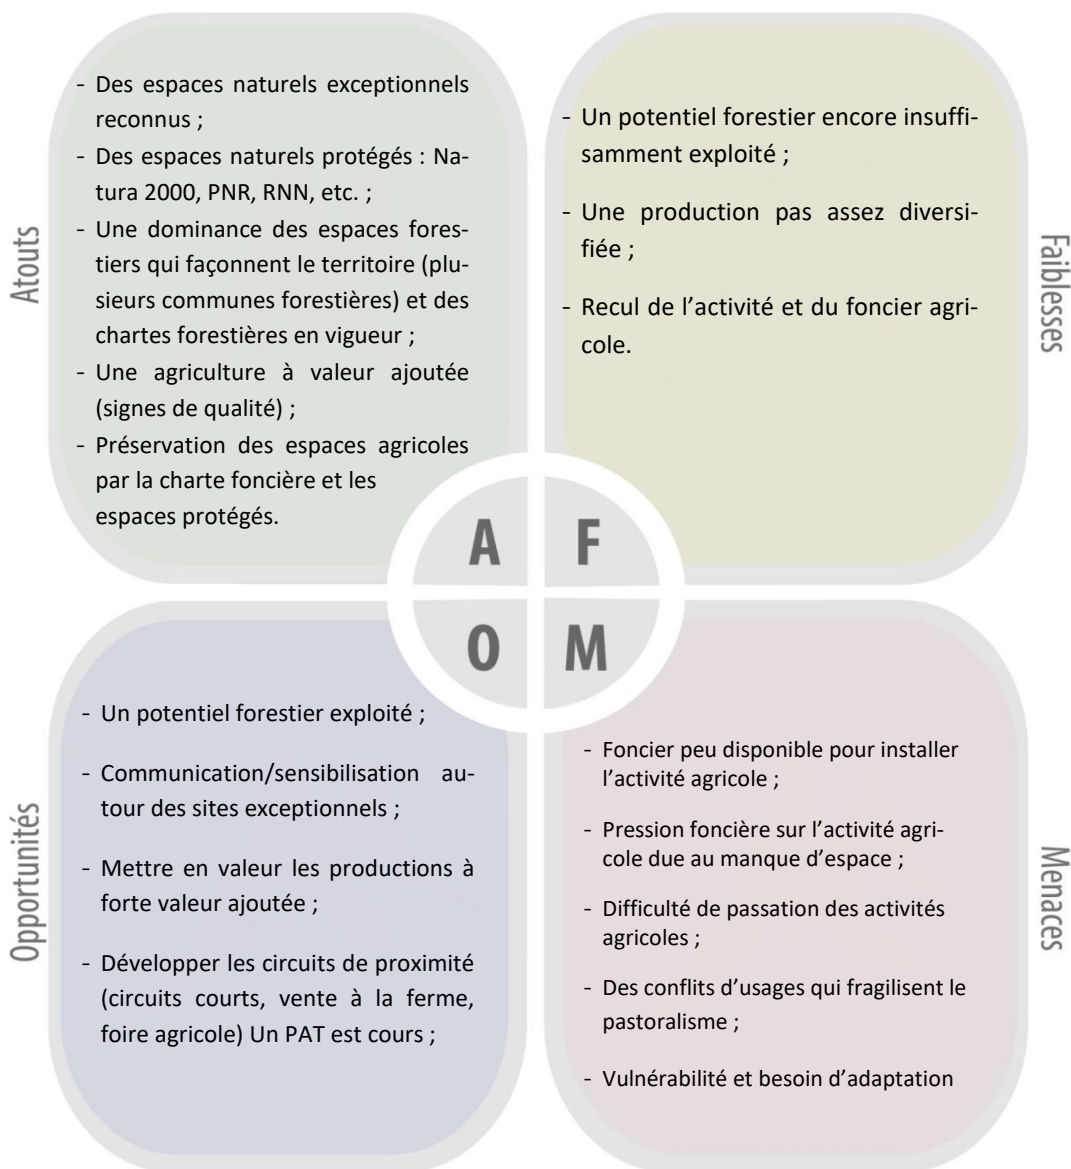 Atouts
- Des espaces naturels exceptionnels
reconnus ;
- Des espaces naturels protégés : Na-
tura 2000, PNR, RNN, etc. ;
- Une dominance des espaces fores-
tiers qui façonnent le territoire (plu-
sieurs communes forestières) et des
chartes forestières en vigueur ;
- Une agriculture à valeur ajoutée
(signes de qualité) ;
- Préservation des espaces agricoles
par la charte foncière et les
espaces protégés.
Faiblesses
- Un potentiel forestier encore insuffi-
samment exploité ;
- Une production pas assez diversi-
fiée ;
- Recul de l’activité et du foncier agri-
cole.
A
F
O
M
Opportunités
- Un potentiel forestier exploité ;
- Communication/sensibilisation au-
tour des sites exceptionnels ;
- Mettre en valeur les productions à
forte valeur ajoutée ;
- Développer les circuits de proximité
(circuits courts, vente à la ferme,
foire agricole) Un PAT est cours ;
Menaces
- Foncier peu disponible pour installer
l’activité agricole ;
- Pression foncière sur l’activité agri-
cole due au manque d’espace ;
- Difficulté de passation des activités
agricoles ;
- Des conflits d’usages qui fragilisent le
pastoralisme ;
- Vulnérabilité et besoin d’adaptation